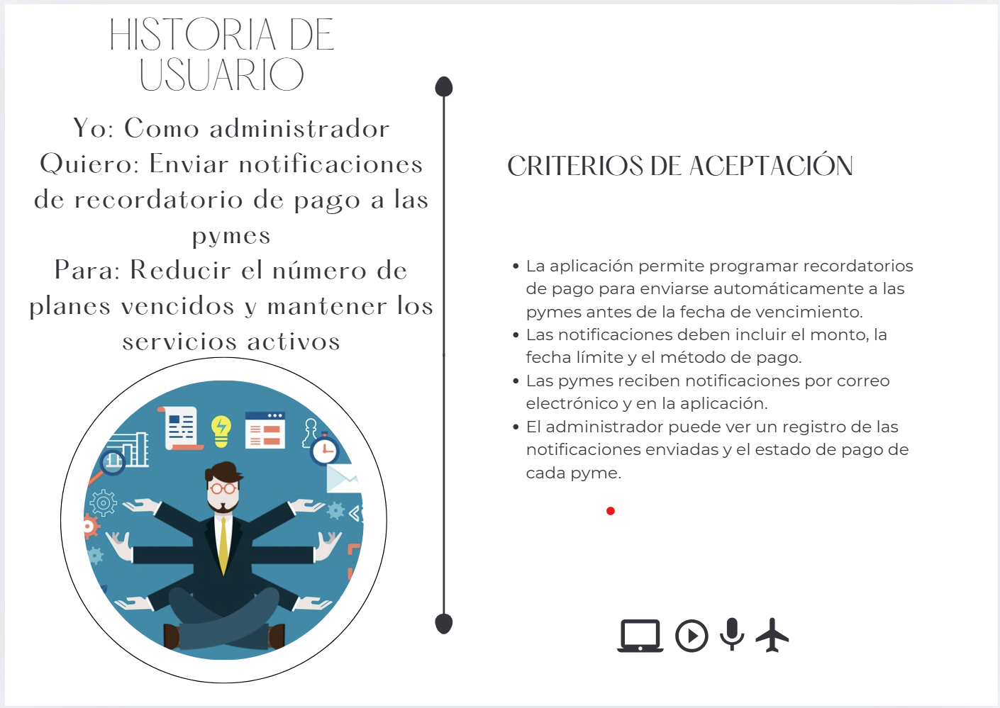 HISTORIA DE
USUARIO
Yo: Como administrador
Quiero: Enviar notificaciones
de recordatorio de pago a las
pymes
Para: Reducir el número de
planes vencidos y mantener los
servicios activos
CRITERIOS DE ACEPTACIÓN
• La aplicación permite programar recordatorios
de pago para enviarse automáticamente a las
pymes antes de la fecha de vencimiento.
• Las notificaciones deben incluir el monto, la
fecha límite y el método de pago.
• Las pymes reciben notificaciones por correo
electrónico y en la aplicación.
• El administrador puede ver un registro de las
notificaciones enviadas y el estado de pago de
cada pyme.